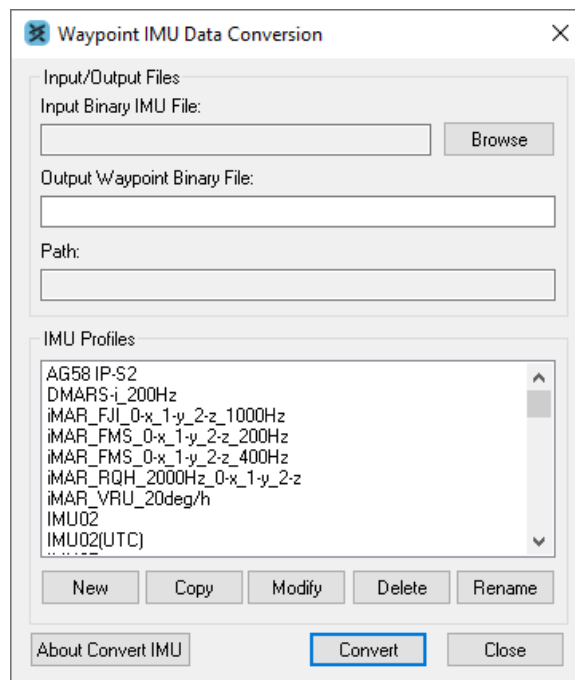 Waypoint IMU Data Conversion
Input/Output Files
Input Binary IMU File:
Browse
Output Waypoint Binary File:
Path:
IMU Profiles
AG58 IP-S2
DMARS-i_200Hz
iMAR_FJI_0-x_1-y_2-z_1000Hz
iMAR_FMS_0-x_1-y_2-z_200Hz
iMAR_FMS_0-x_1-y_2-z_400Hz
iMAR_RQH_2000Hz_0-x_1-y_2-z
iMAR_VRU_20deg/h
IMU02
IMU02(UTC)
New Copy Modify Delete Rename
About Convert IMU Convert Close